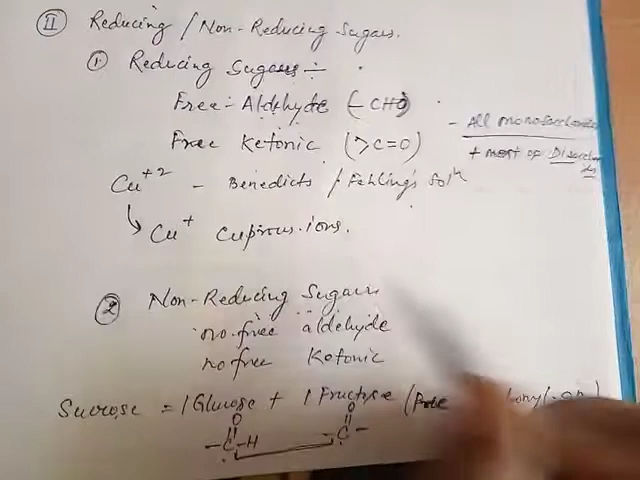 II Reducing / Non-Reducing Sugars.
1 Reducing Sugars :-
Free - Aldehyde (-CHO)
Free Ketonic (>C=O)
- All monosaccharides
+ most of Disaccharides
Cu+2 - Benedicts / Fehling's Soln
↳ Cu+ Cuprous ions.
2 Non-Reducing Sugars
no free aldehyde
no free Ketonic
Sucrose = 1 Glucose + 1 Fructose (Free
O O
-C-H -C-